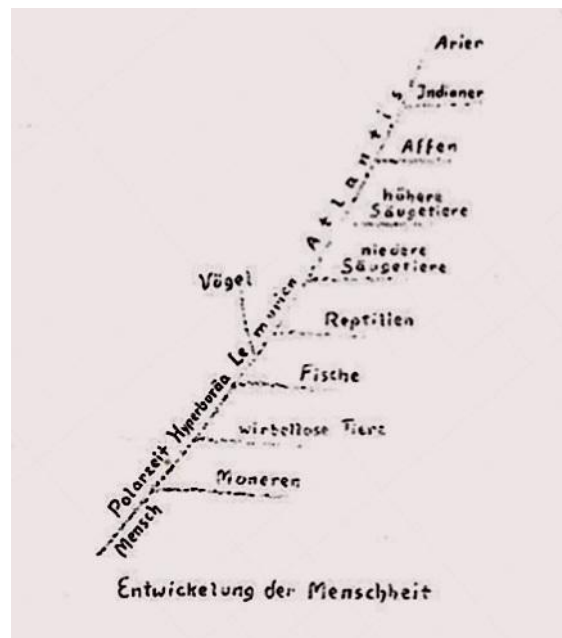 Arier
Indianer
Affen
höhere
Säugetiere
niedere
Säugetiere
Vögel
Reptilien
Fische
wirbellose Tiere
Moneren
Atlantis
Lemurien
Hyperboräa
Polarzeit
Mensch
Entwickelung der Menschheit